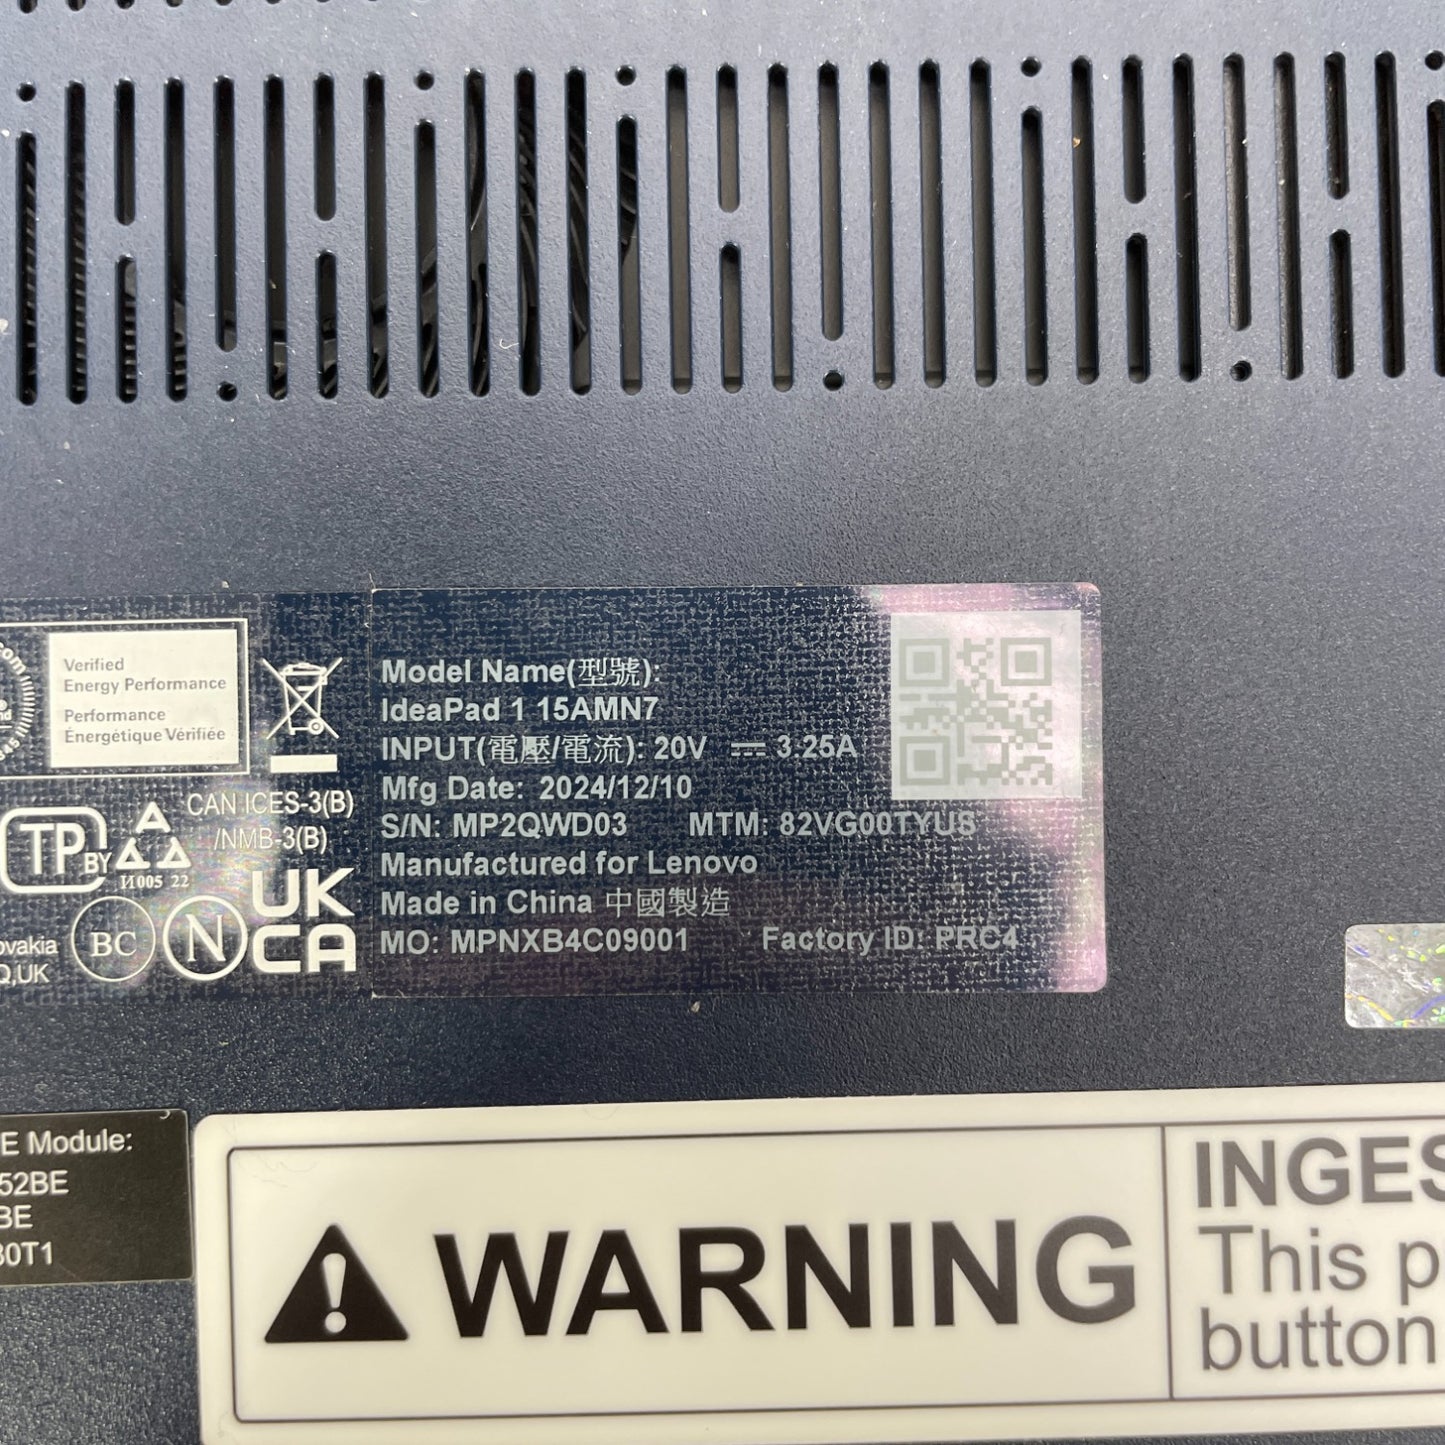 Verified
Energy Performance
Performance
Énergétique Vérifiée
TP
BY
И005 22
CAN ICES-3(B)
/NMB-3(B)
BC
N
UK
CA
Q,UK
Model Name(型號):
IdeaPad 1 15AMN7
INPUT(電壓/電流): 20V ⎓ 3.25A
Mfg Date: 2024/12/10
S/N: MP2QWD03 MTM: 82VG00TYUS
Manufactured for Lenovo
Made in China 中國製造
MO: MPNXB4C09001 Factory ID: PRC4
E Module:
52BE
BE
30T1
WARNING
INGES
This p
button